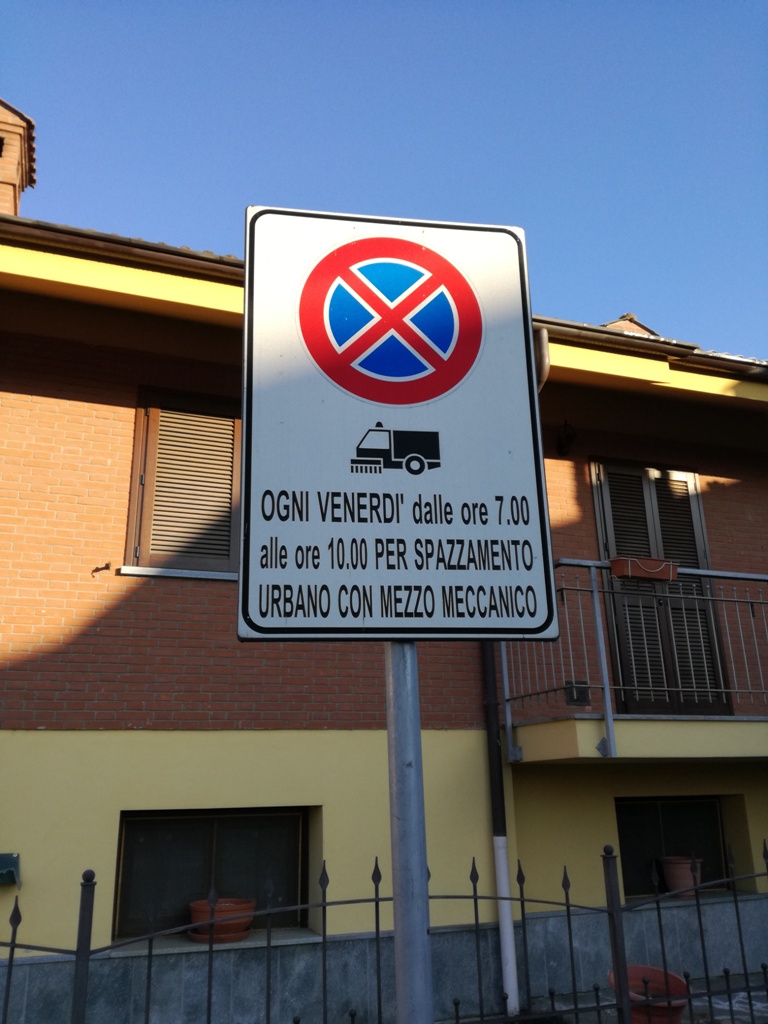 OGNI VENERDI' dalle ore 7.00
alle ore 10.00 PER SPAZZAMENTO
URBANO CON MEZZO MECCANICO